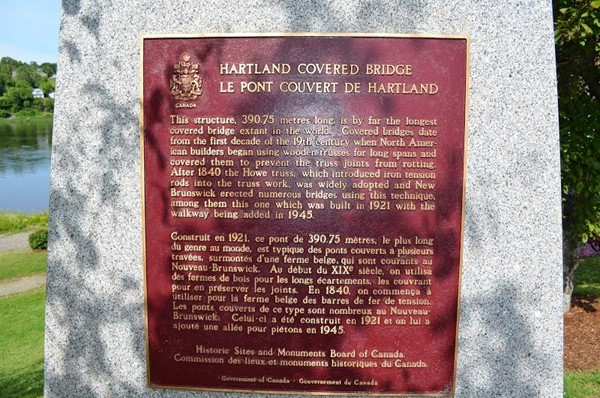 CANADA
HARTLAND COVERED BRIDGE
LE PONT COUVERT DE HARTLAND
This structure, 390.75 metres long, is by far the longest
covered bridge extant in the world. Covered bridges date
from the first decade of the 19th century when North Amer-
ican builders began using wooden trusses for long spans and
covered them to prevent the truss joints from rotting.
After 1840 the Howe truss, which introduced iron tension
rods into the truss work, was widely adopted and New
Brunswick erected numerous bridges using this technique,
among them this one which was built in 1921 with the
walkway being added in 1945.
Construit en 1921, ce pont de 390.75 mètres, le plus long
du genre au monde, est typique des ponts couverts à plusieurs
travées, surmontés d'une ferme belge, qui sont courants au
Nouveau-Brunswick. Au début du XIXe siècle, on utilisa
des fermes de bois pour les longs écartements, les couvrant
pour en préserver les joints. En 1840, on commença à
utiliser pour la ferme belge des barres de fer de tension.
Les ponts couverts de ce type sont nombreux au Nouveau-
Brunswick. Celui-ci a été construit en 1921 et on lui a
ajouté une allée pour piétons en 1945.
Historic Sites and Monuments Board of Canada.
Commission des lieux et monuments historiques du Canada.
Government of Canada - Gouvernement du Canada